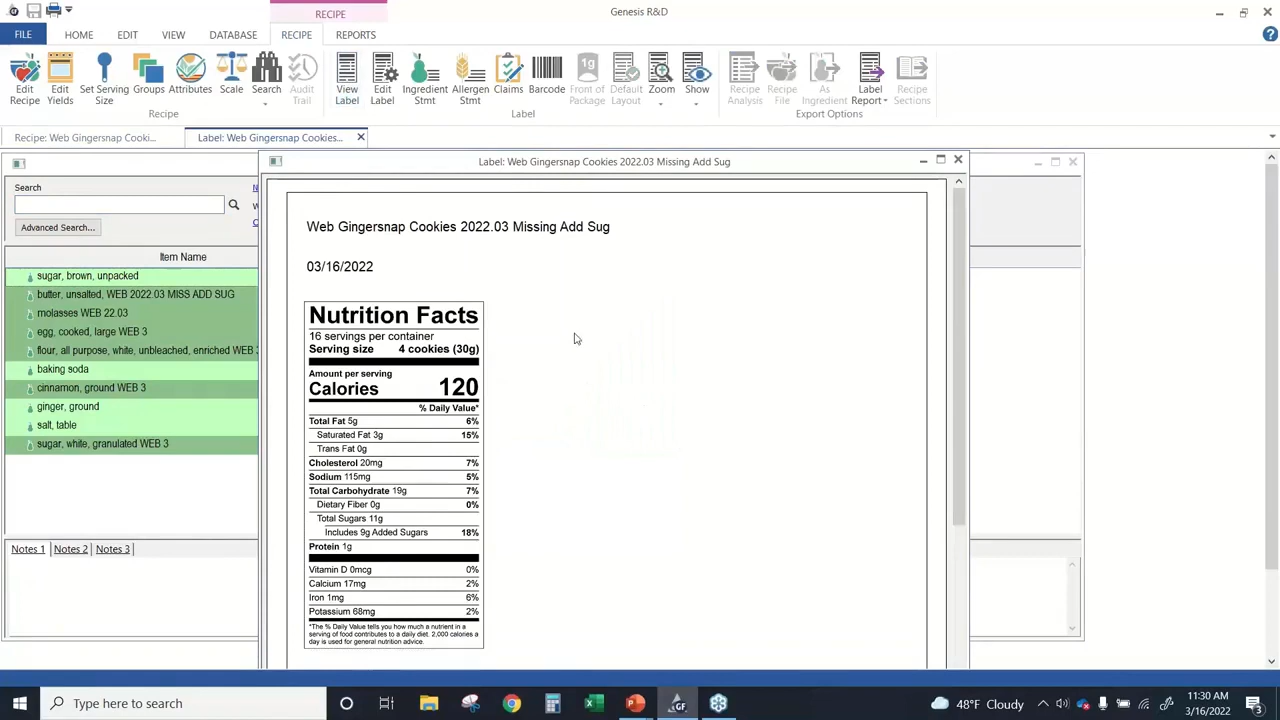 RECIPE
Genesis R&D
FILE HOME EDIT VIEW DATABASE RECIPE REPORTS
Edit Recipe
Edit Yields
Set Serving Size
Groups
Attributes
Scale
Search
Audit Trail
View Label
Edit Label
Ingredient Stmt
Allergen Stmt
Claims
Barcode
1g
Front of Package
Default Layout
Zoom
Show
Recipe Analysis
Recipe File
As Ingredient
Label Report
Recipe Sections
Recipe
Label
Export Options
Recipe: Web Gingersnap Cooki...
Label: Web Gingersnap Cookies...
Label: Web Gingersnap Cookies 2022.03 Missing Add Sug
Search
Advanced Search...
Item Name
sugar, brown, unpacked
butter, unsalted, WEB 2022.03 MISS ADD SUG
molasses WEB 22.03
egg, cooked, large WEB 3
flour, all purpose, white, unbleached, enriched WEB
baking soda
cinnamon, ground WEB 3
ginger, ground
salt, table
sugar, white, granulated WEB 3
Notes 1 | Notes 2 | Notes 3 |
Web Gingersnap Cookies 2022.03 Missing Add Sug
03/16/2022
Nutrition Facts
16 servings per container
Serving size 4 cookies (30g)
Amount per serving
Calories 120
% Daily Value*
Total Fat 5g 6%
Saturated Fat 3g 15%
Trans Fat 0g
Cholesterol 20mg 7%
Sodium 115mg 5%
Total Carbohydrate 19g 7%
Dietary Fiber 0g 0%
Total Sugars 11g
Includes 9g Added Sugars 18%
Protein 1g
Vitamin D 0mcg 0%
Calcium 17mg 2%
Iron 1mg 6%
Potassium 68mg 2%
*The % Daily Value tells you how much a nutrient in a
serving of food contributes to a daily diet. 2,000 calories a
day is used for general nutrition advice.
Type here to search
GF
48°F Cloudy
11:30 AM
3/16/2022
3